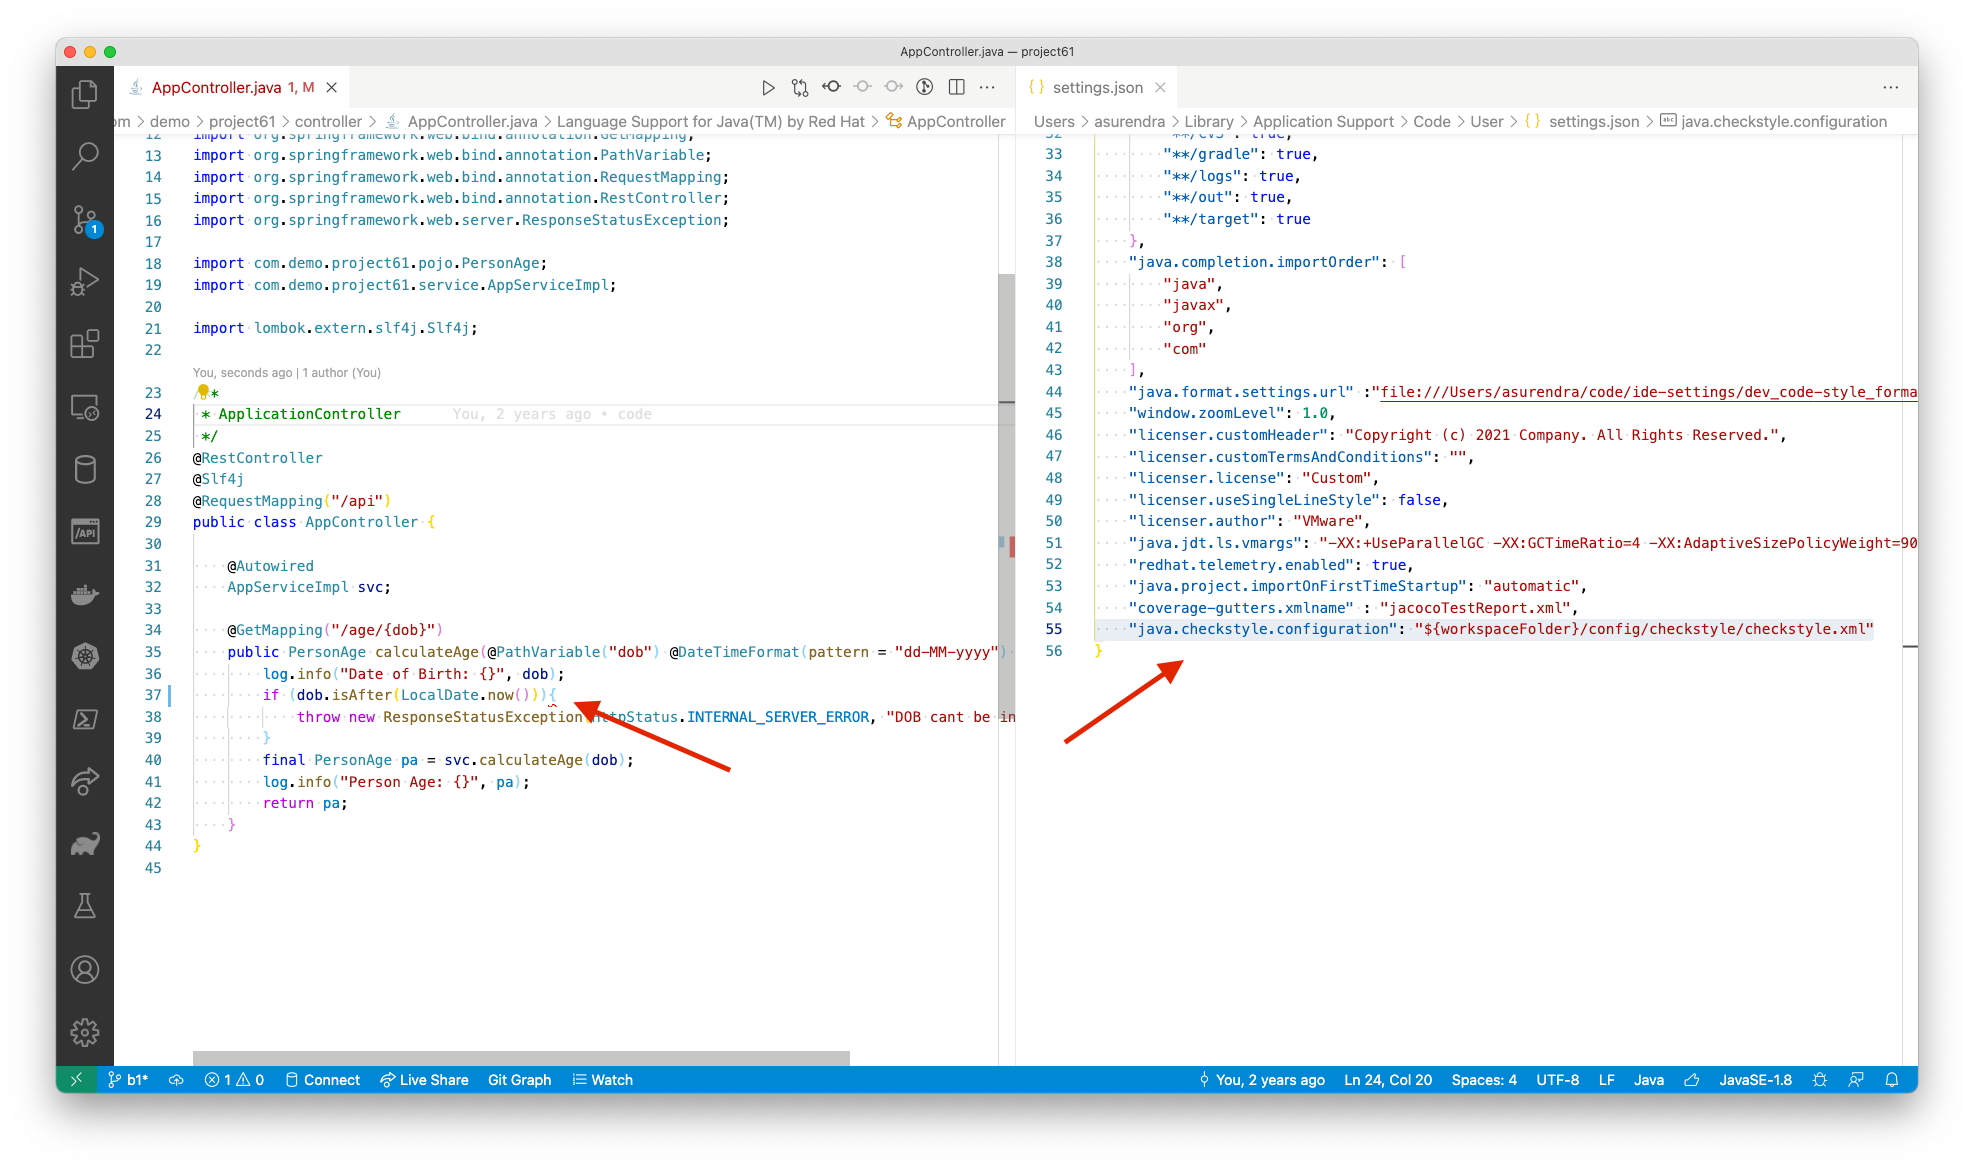 AppController.java — project61
AppController.java 1, M
settings.json
om > demo > project61 > controller > AppController.java > Language Support for Java(TM) by Red Hat > AppController
12 import org.springframework.web.bind.annotation.GetMapping;
13 import org.springframework.web.bind.annotation.PathVariable;
14 import org.springframework.web.bind.annotation.RequestMapping;
15 import org.springframework.web.bind.annotation.RestController;
16 import org.springframework.web.server.ResponseStatusException;
17
18 import com.demo.project61.pojo.PersonAge;
19 import com.demo.project61.service.AppServiceImpl;
20
21 import lombok.extern.slf4j.Slf4j;
22
You, seconds ago | 1 author (You)
23 /**
24 * ApplicationController You, 2 years ago • code
25 */
26 @RestController
27 @Slf4j
28 @RequestMapping("/api")
29 public class AppController {
30
31 @Autowired
32 AppServiceImpl svc;
33
34 @GetMapping("/age/{dob}")
35 public PersonAge calculateAge(@PathVariable("dob") @DateTimeFormat(pattern = "dd-MM-yyyy")
36 log.info("Date of Birth: {}", dob);
37 if (dob.isAfter(LocalDate.now())){
38 throw new ResponseStatusException(HttpStatus.INTERNAL_SERVER_ERROR, "DOB cant be in
39 }
40 final PersonAge pa = svc.calculateAge(dob);
41 log.info("Person Age: {}", pa);
42 return pa;
43 }
44 }
45
Users > asurendra > Library > Application Support > Code > User > {} settings.json > java.checkstyle.configuration
32 "**/CVS": true,
33 "**/gradle": true,
34 "**/logs": true,
35 "**/out": true,
36 "**/target": true
37 },
38 "java.completion.importOrder": [
39 "java",
40 "javax",
41 "org",
42 "com"
43 ],
44 "java.format.settings.url" :"file:///Users/asurendra/code/ide-settings/dev_code-style_forma
45 "window.zoomLevel": 1.0,
46 "licenser.customHeader": "Copyright (c) 2021 Company. All Rights Reserved.",
47 "licenser.customTermsAndConditions": "",
48 "licenser.license": "Custom",
49 "licenser.useSingleLineStyle": false,
50 "licenser.author": "VMware",
51 "java.jdt.ls.vmargs": "-XX:+UseParallelGC -XX:GCTimeRatio=4 -XX:AdaptiveSizePolicyWeight=90
52 "redhat.telemetry.enabled": true,
53 "java.project.importOnFirstTimeStartup": "automatic",
54 "coverage-gutters.xmlname" : "jacocoTestReport.xml",
55 "java.checkstyle.configuration": "${workspaceFolder}/config/checkstyle/checkstyle.xml"
56 }
1
/API
b1* 1 0 Connect Live Share Git Graph Watch You, 2 years ago Ln 24, Col 20 Spaces: 4 UTF-8 LF Java JavaSE-1.8